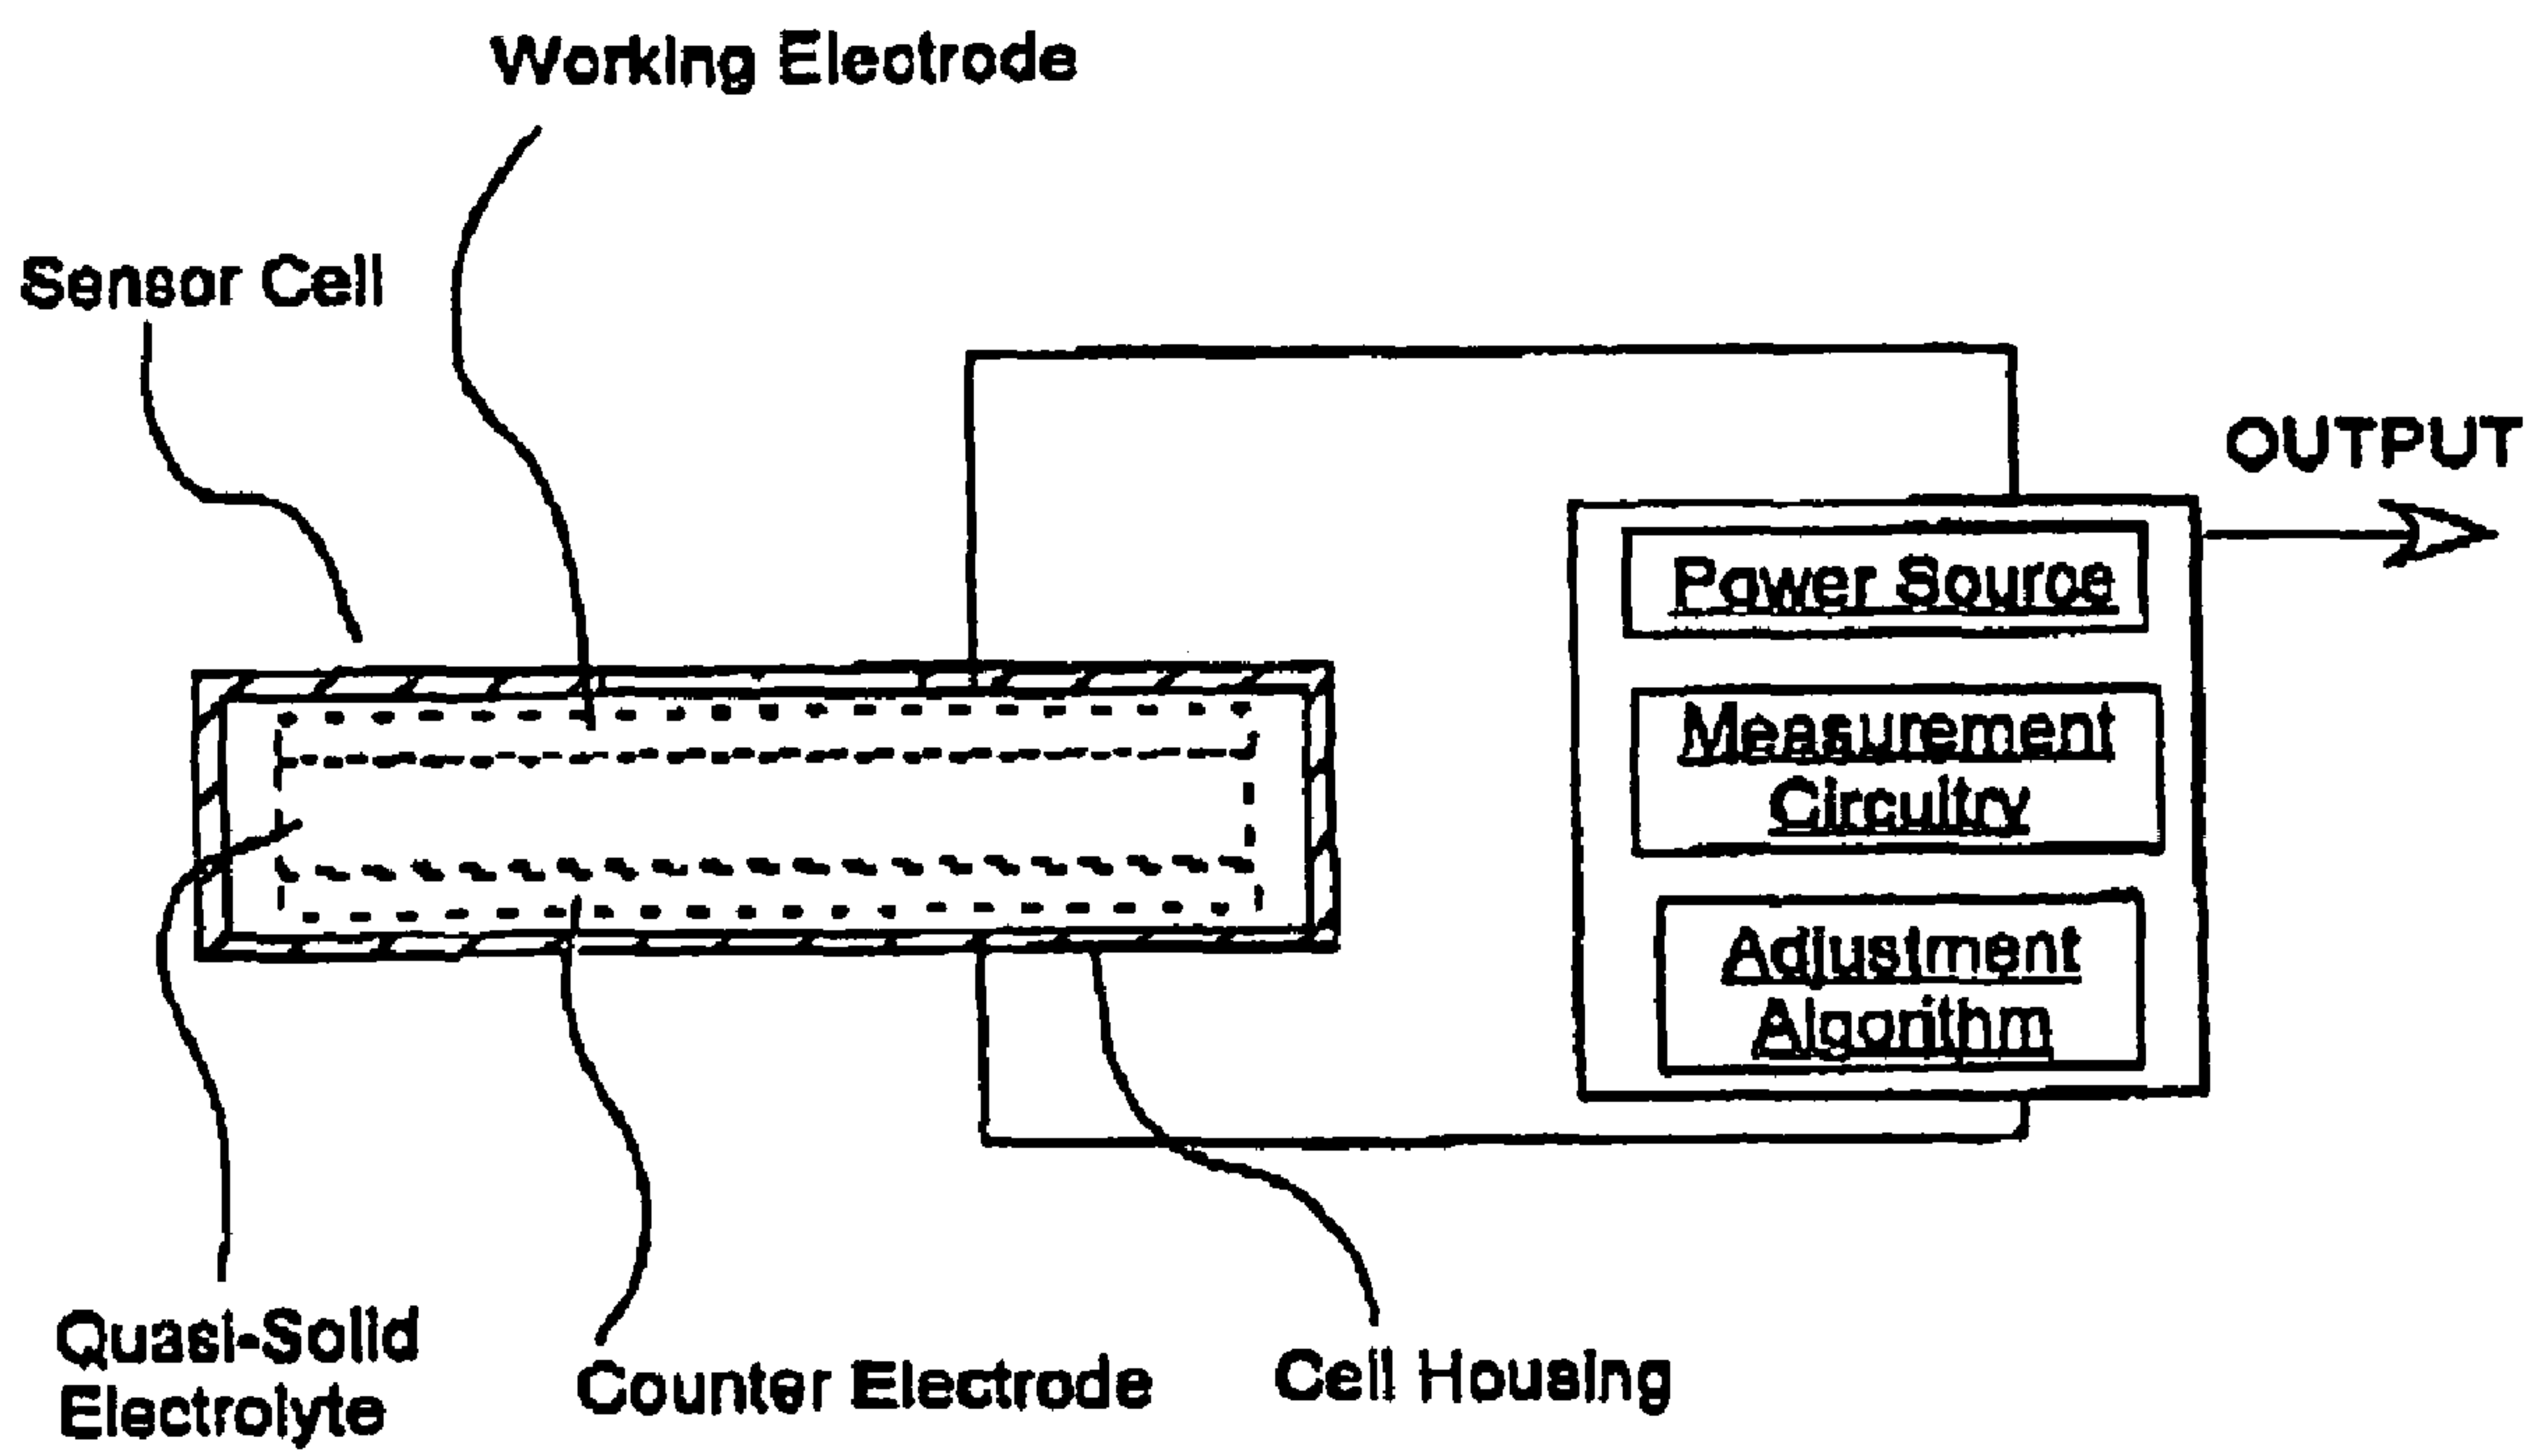 Working Electrode
Sensor Cell
OUTPUT
Power Source
Measurement
Circuitry
Adjustment
Algorithm
Quasi-Solid
Electrolyte
Counter Electrode
Cell Housing